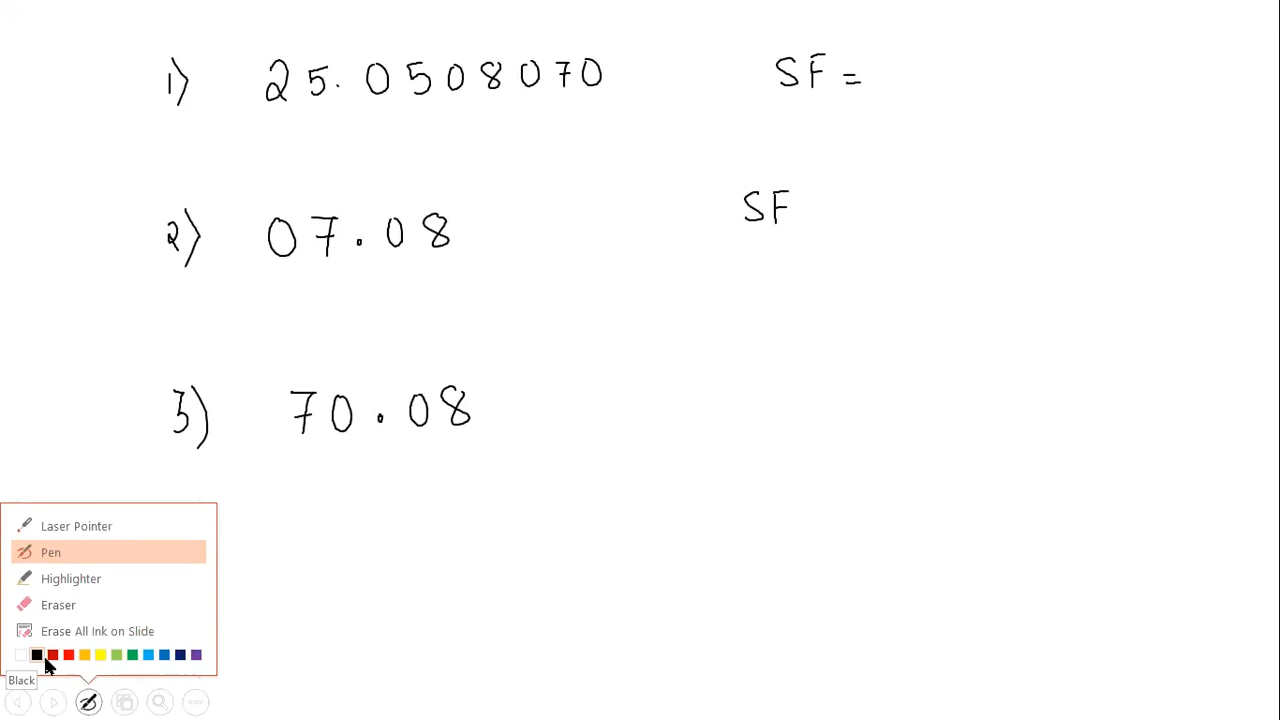 1) 25.0508070 SF =
2) 07.08 SF
3) 70.08
Laser Pointer
Pen
Highlighter
Eraser
Erase All Ink on Slide
Black